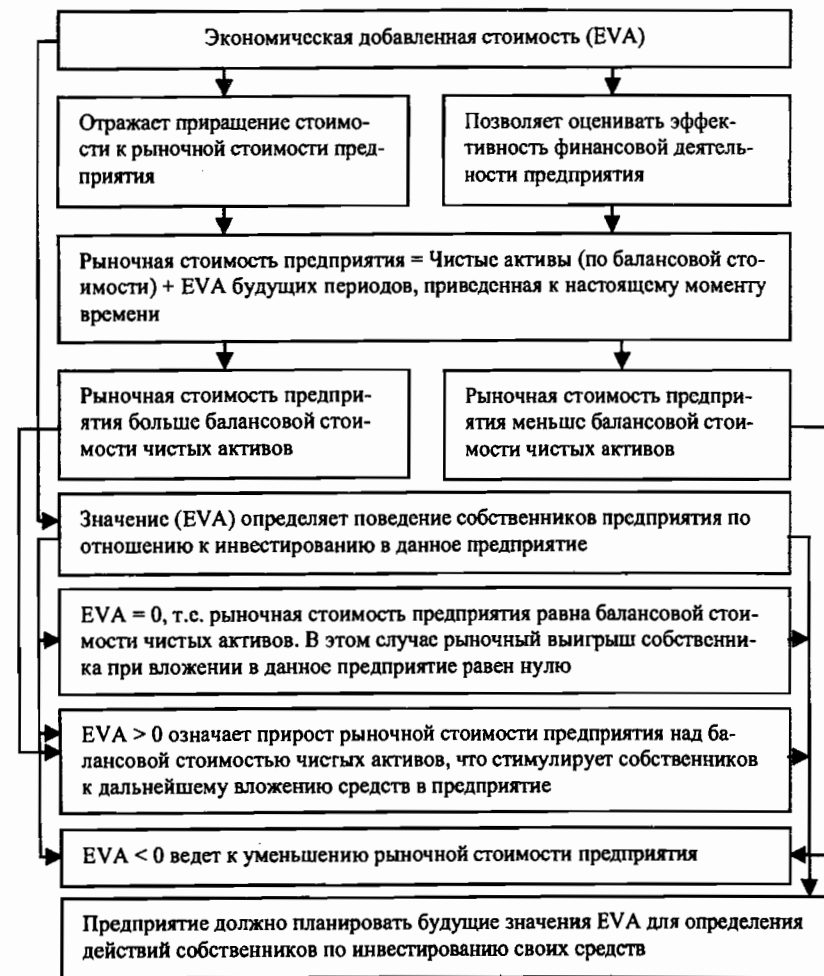 Экономическая добавленная стоимость (EVA)
Отражает приращение стоимо-
сти к рыночной стоимости пред-
приятия
Позволяет оценивать эффек-
тивность финансовой деятель-
ности предприятия
Рыночная стоимость предприятия = Чистые активы (по балансовой сто-
имости) + EVA будущих периодов, приведенная к настоящему моменту
времени
Рыночная стоимость предпри-
ятия больше балансовой стои-
мости чистых активов
Рыночная стоимость предпри-
ятия меньше балансовой стои-
мости чистых активов
Значение (EVA) определяет поведение собственников предприятия по
отношению к инвестированию в данное предприятие
EVA = 0, т.е. рыночная стоимость предприятия равна балансовой стои-
мости чистых активов. В этом случае рыночный выигрыш собственни-
ка при вложении в данное предприятие равен нулю
EVA > 0 означает прирост рыночной стоимости предприятия над ба-
лансовой стоимостью чистых активов, что стимулирует собственников
к дальнейшему вложению средств в предприятие
EVA < 0 ведет к уменьшению рыночной стоимости предприятия
Предприятие должно планировать будущие значения EVA для определения
действий собственников по инвестированию своих средств